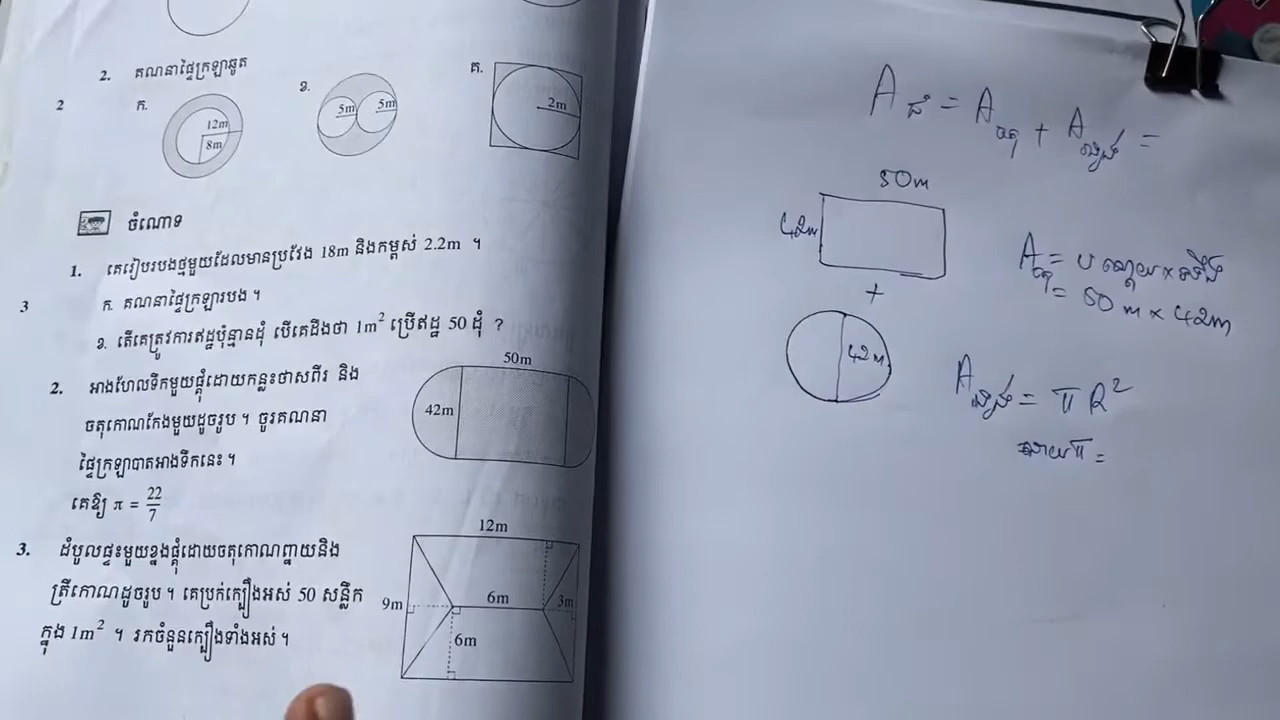 2. គណនាផ្ទៃក្រឡាឆូត
2 ក. 12m 8m
ខ. 5m 5m
គ. 2m
ចំណោទ
1. គេរៀបរបងថ្មមួយដែលមានប្រវែង 18m និងកម្ពស់ 2.2m ។
3 ក. គណនាផ្ទៃក្រឡារបង ។
ខ. តើគេត្រូវការឥដ្ឋប៉ុន្មានដុំ បើគេដឹងថា 1m² ប្រើឥដ្ឋ 50 ដុំ ?
2. អាងហែលទឹកមួយផ្គុំដោយកន្លះថាសពីរ និង
ចតុកោណកែងមួយដូចរូប ។ ចូរគណនា
ផ្ទៃក្រឡាបាតអាងទឹកនេះ ។
គេឱ្យ π = 22/7
50m
42m
3. ដំបូលផ្ទះមួយខ្នងផ្គុំដោយចតុកោណព្នាយនិង
ត្រីកោណដូចរូប ។ គេប្រក់ក្បឿងអស់ 50 សន្លឹក
ក្នុង 1m² ។ រកចំនួនក្បឿងទាំងអស់ ។
12m
9m 6m 3m
6m
A = A + A =
50m
42m
+
42m
A = បណ្តោយ × ទទឹង
= 50 m × 42m
A = π R²
ដោយ π =